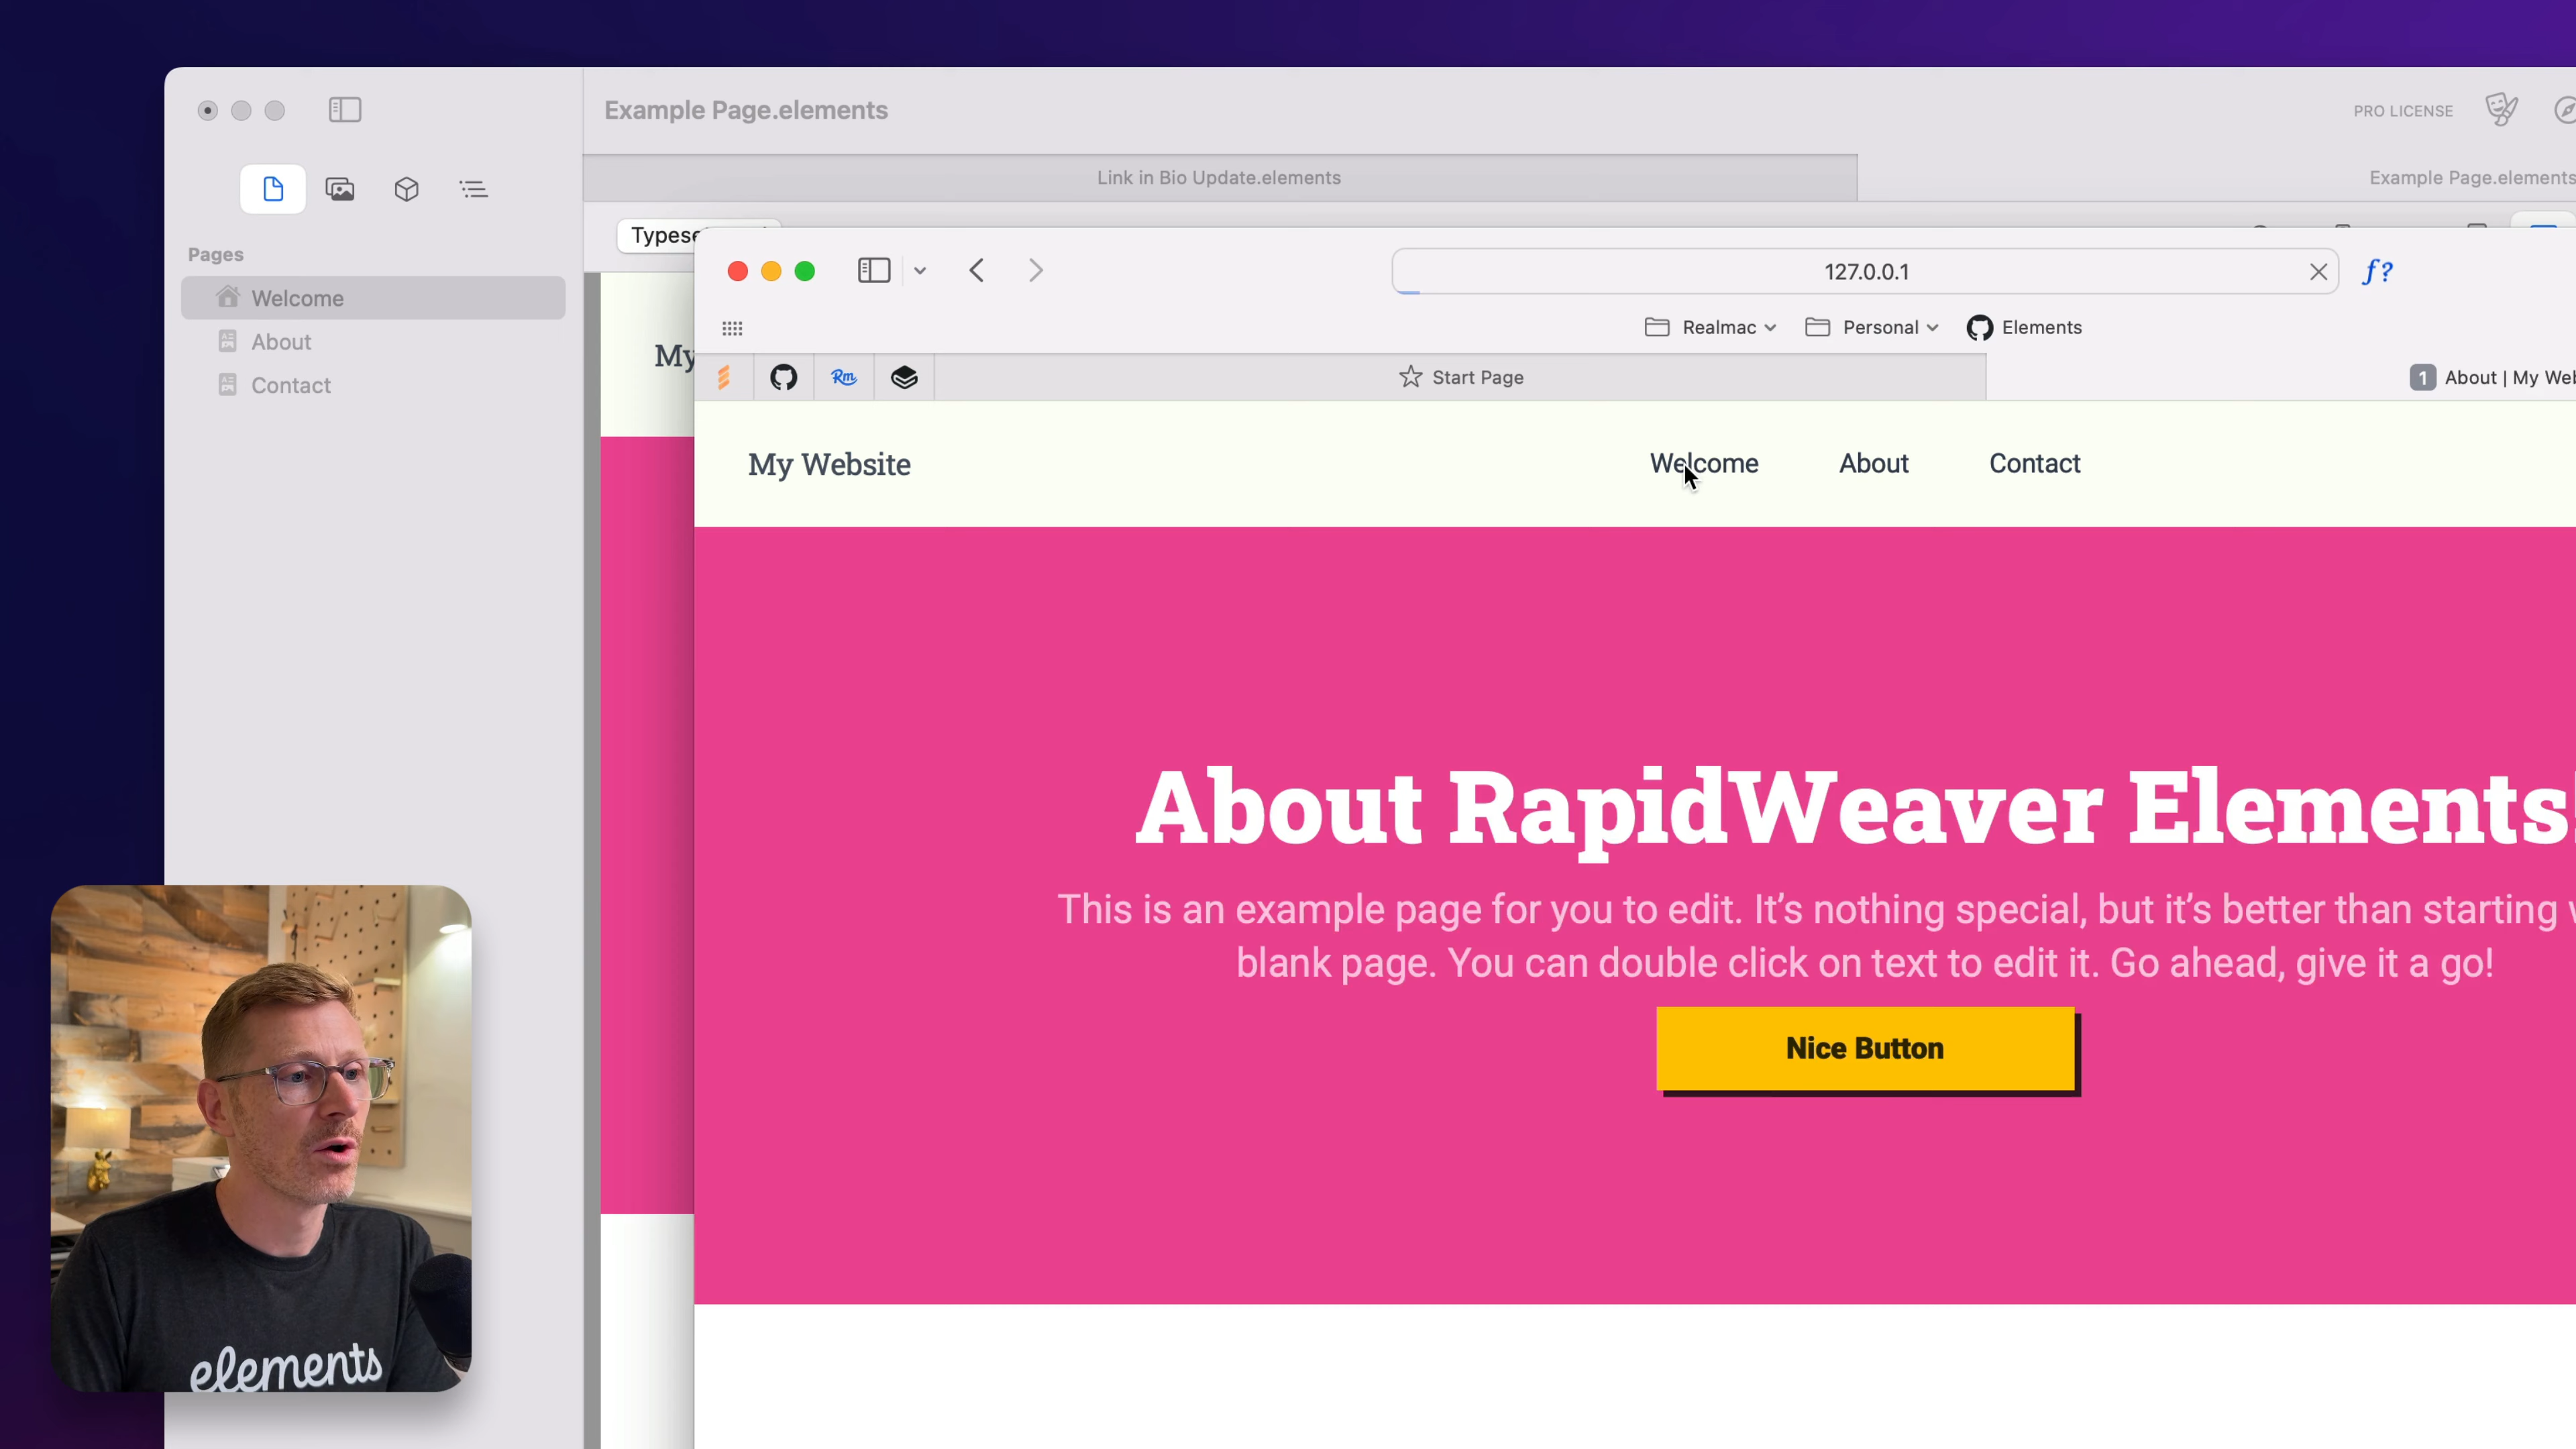 Example Page.elements
PRO LICENSE
Link in Bio Update.elements
Example Page.elements
Pages
Welcome
About
Contact
My
127.0.0.1
ƒ?
Realmac
Personal
Elements
Rm
Start Page
1 About | My
My Website
Welcome
About
Contact
About RapidWeaver Elements!
This is an example page for you to edit. It’s nothing special, but it’s better than starting
blank page. You can double click on text to edit it. Go ahead, give it a go!
Nice Button
elements